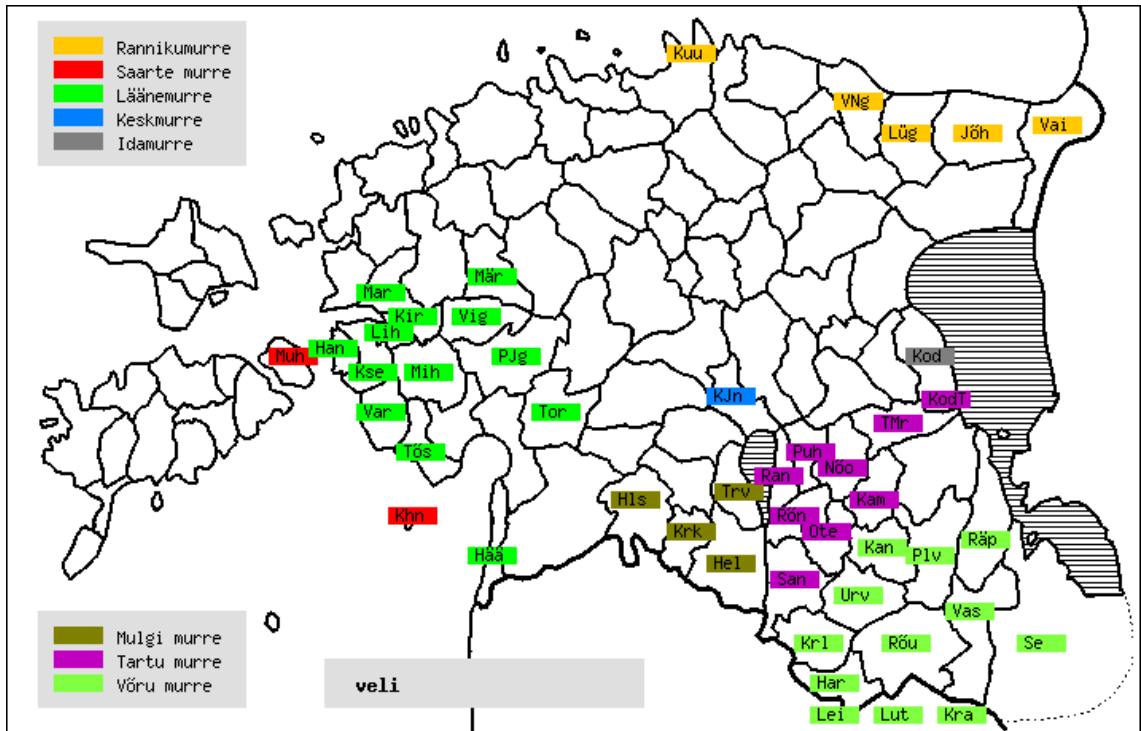 Rannikumurre
Saarte murre
Läänemurre
Keskmurre
Idamurre
Kuu
VNg
Lüg
Jõh
Vai
Mär
Mar
Kir
Vig
Lih
Han
Muh
PJg
Kod
Kse
Mih
KJn
KodT
Var
Tor
TMr
Tõs
Puh
Nõo
Ran
Trv
Hls
Kam
Khn
Rõn
Krk
Ote
Räp
Kan
Plv
Hää
Hel
San
Urv
Vas
Krl
Rõu
Se
Har
Lei
Lut
Kra
Mulgi murre
Tartu murre
Võru murre
veli